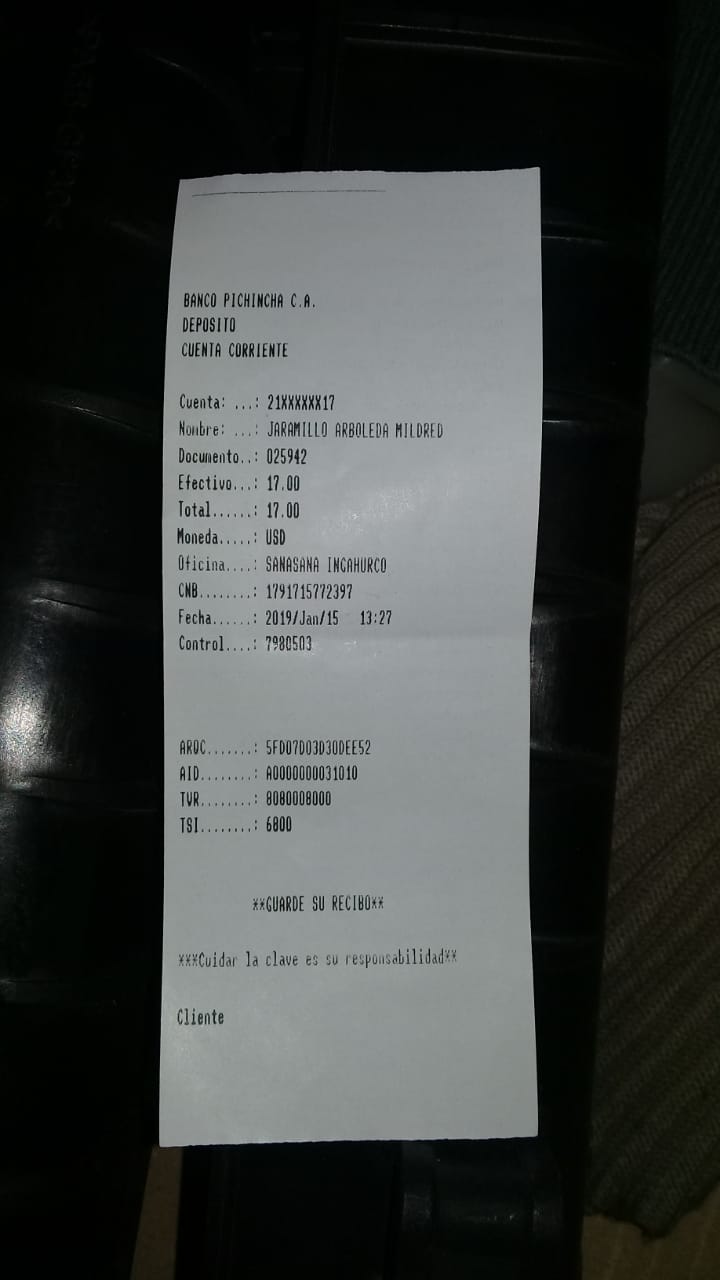 BANCO PICHINCHA C.A.
DEPOSITO
CUENTA CORRIENTE
Cuenta: ...: 21XXXXXX17
Nombre: ...: JARAMILLO ARBOLEDA MILDRED
Documento..: 025942
Efectivo...: 17.00
Total......: 17.00
Moneda.....: USD
Oficina....: SANASANA INGAHURCO
CNB........: 1791715772397
Fecha......: 2019/Jan/15 13:27
Control....: 7980503
ARQC.......: 5FD07D03D30DEE52
AID........: A0000000031010
TVR........: 8080008000
TSI........: 6800
**GUARDE SU RECIBO**
***Cuidar la clave es su responsabilidad**
Cliente